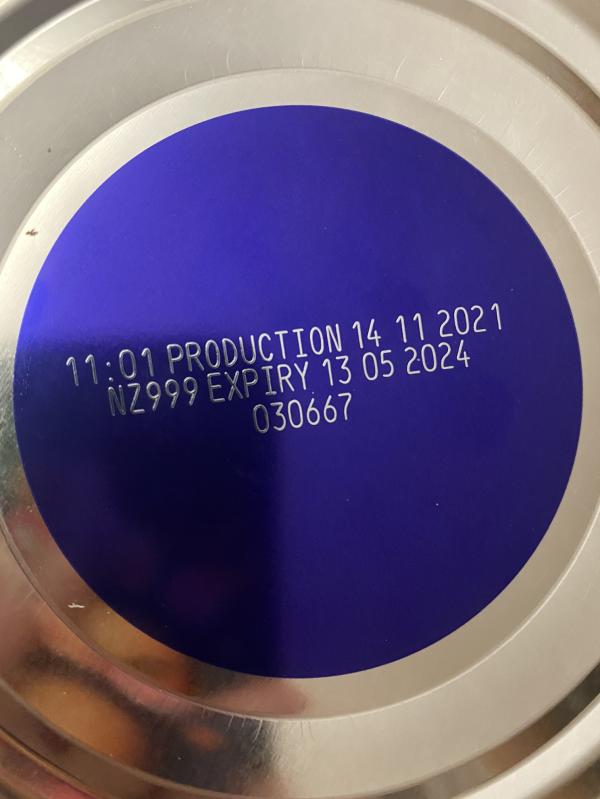 11:01 PRODUCTION 14 11 2021
NZ999 EXPIRY 13 05 2024
030667